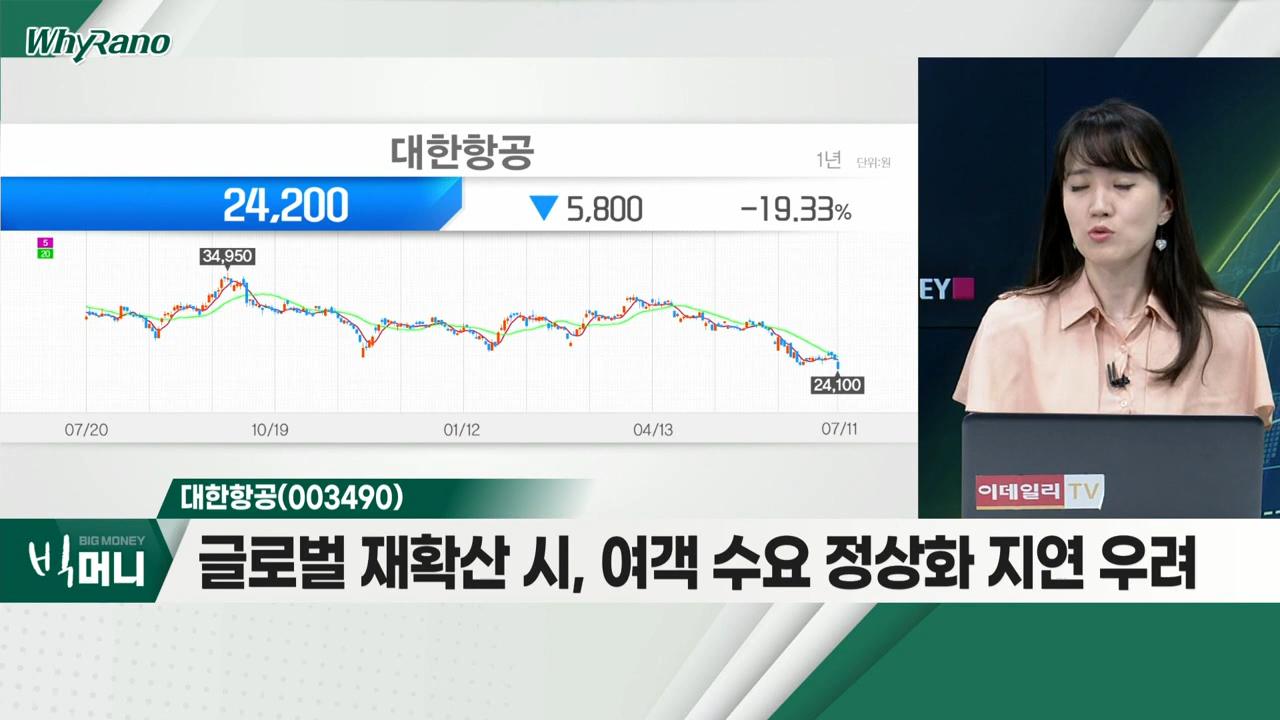 WhyRano
대한항공
1년 단위:원
24,200 ▼ 5,800 -19.33%
5
20
34,950
24,100
07/20 10/19 01/12 04/13 07/11
EY
이데일리 TV
대한항공(003490)
BIG MONEY
빅머니
글로벌 재확산 시, 여객 수요 정상화 지연 우려